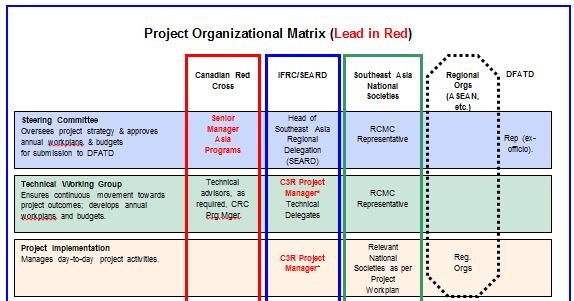 Project Organizational Matrix (Lead in Red)
Canadian Red
Cross
IFRC/SEARD
Southeast Asia
National
Societies
Regional
Orgs
(ASEAN,
etc.)
DFATD
Steering Committee
Oversees project strategy & approves
annual workplans & budgets
for submission to DFATD
Senior
Manager
Asia
Programs
Head of
Southeast Asia
Regional
Delegation
(SEARD)
RCMC
Representative
Rep (ex-
officio).
Technical Working Group
Ensures continuous movement towards
project outcomes; develops annual
workplans and budgets.
Technical
advisors, as
required, CRC
Prg Mger.
C3R Project
Manager*
Technical
Delegates
RCMC
Representative
Project Implementation
Manages day-to-day project activities.
C3R Project
Manager*
Relevant
National
Societies as per
Project
Workplan
Reg.
Orgs